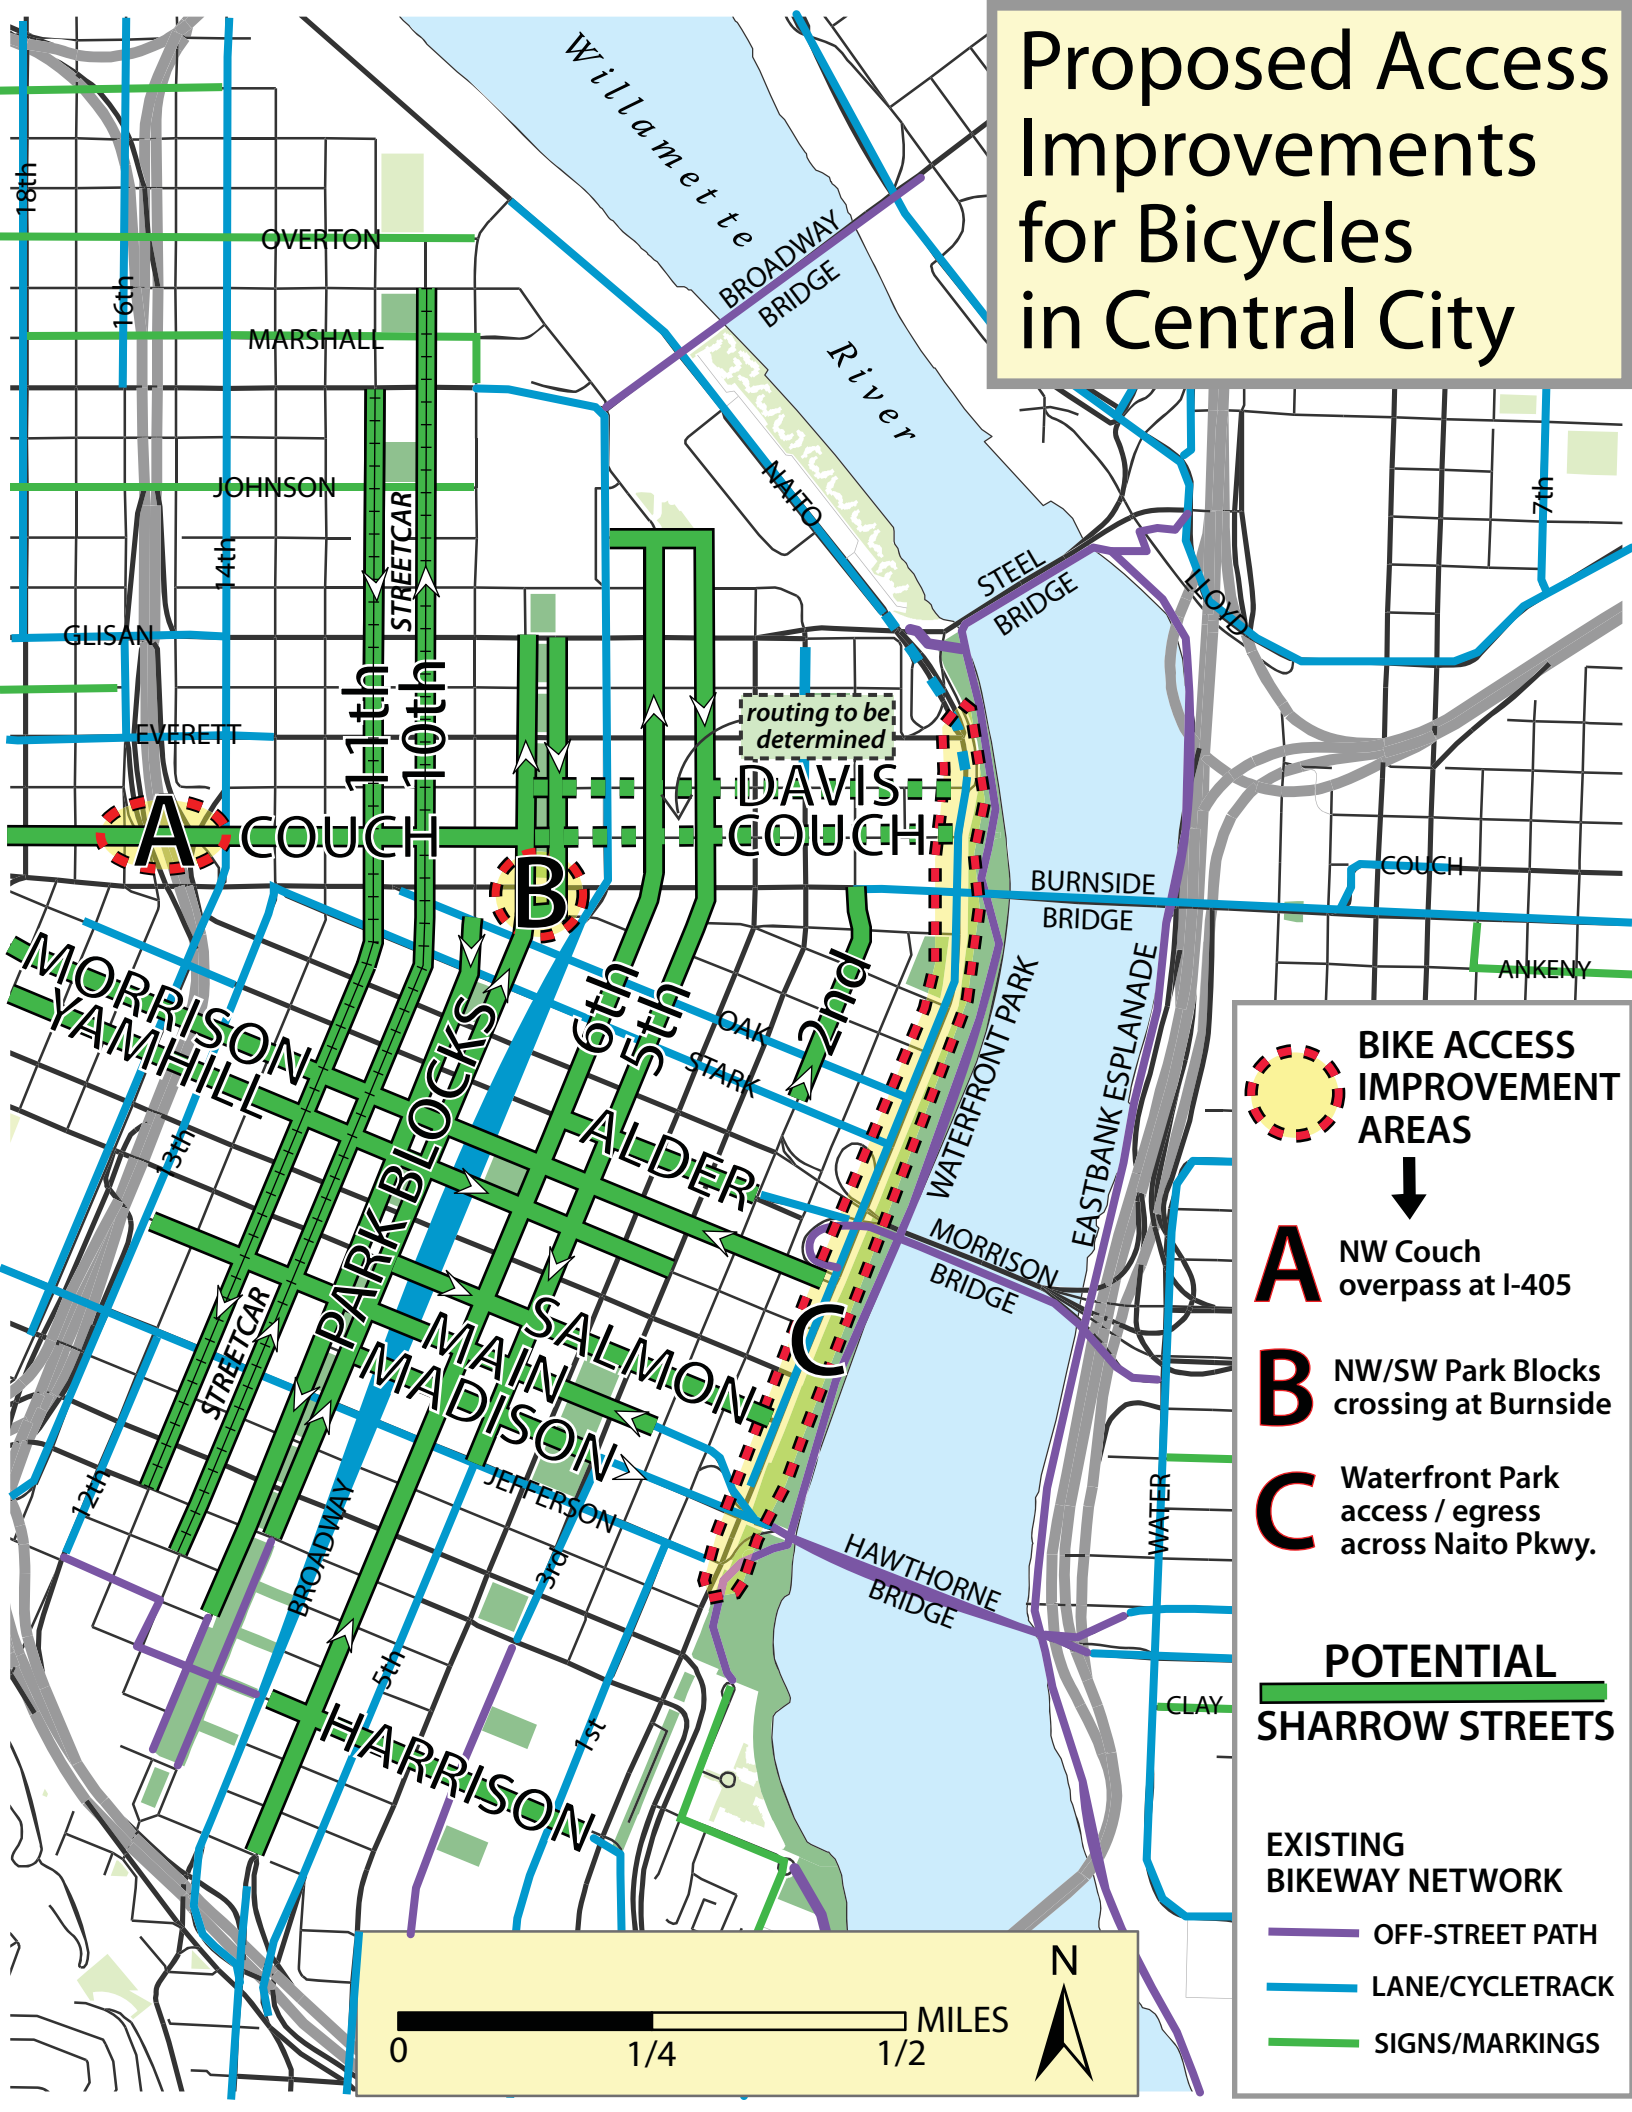 Proposed Access
Improvements
for Bicycles
in Central City
Willamette
River
18th
16th
OVERTON
MARSHALL
JOHNSON
14th
STREETCAR
GLISAN
EVERETT
11th
10th
BROADWAY
BRIDGE
NAITO
STEEL
BRIDGE
LLOYD
7th
routing to be
determined
DAVIS
COUCH
A
COUCH
B
BURNSIDE
BRIDGE
COUCH
ANKENY
MORRISON
YAMHILL
PARK BLOCKS
6th
5th
2nd
OAK
STARK
ALDER
WATERFRONT PARK
EASTBANK ESPLANADE
13th
MORRISON
BRIDGE
STREETCAR
C
SALMON
MAIN
MADISON
JEFFERSON
12th
BROADWAY
3rd
HAWTHORNE
BRIDGE
WATER
5th
1st
HARRISON
CLAY
BIKE ACCESS
IMPROVEMENT
AREAS
A
NW Couch
overpass at I-405
B
NW/SW Park Blocks
crossing at Burnside
C
Waterfront Park
access / egress
across Naito Pkwy.
POTENTIAL
SHARROW STREETS
EXISTING
BIKEWAY NETWORK
OFF-STREET PATH
LANE/CYCLETRACK
SIGNS/MARKINGS
N
MILES
0
1/4
1/2